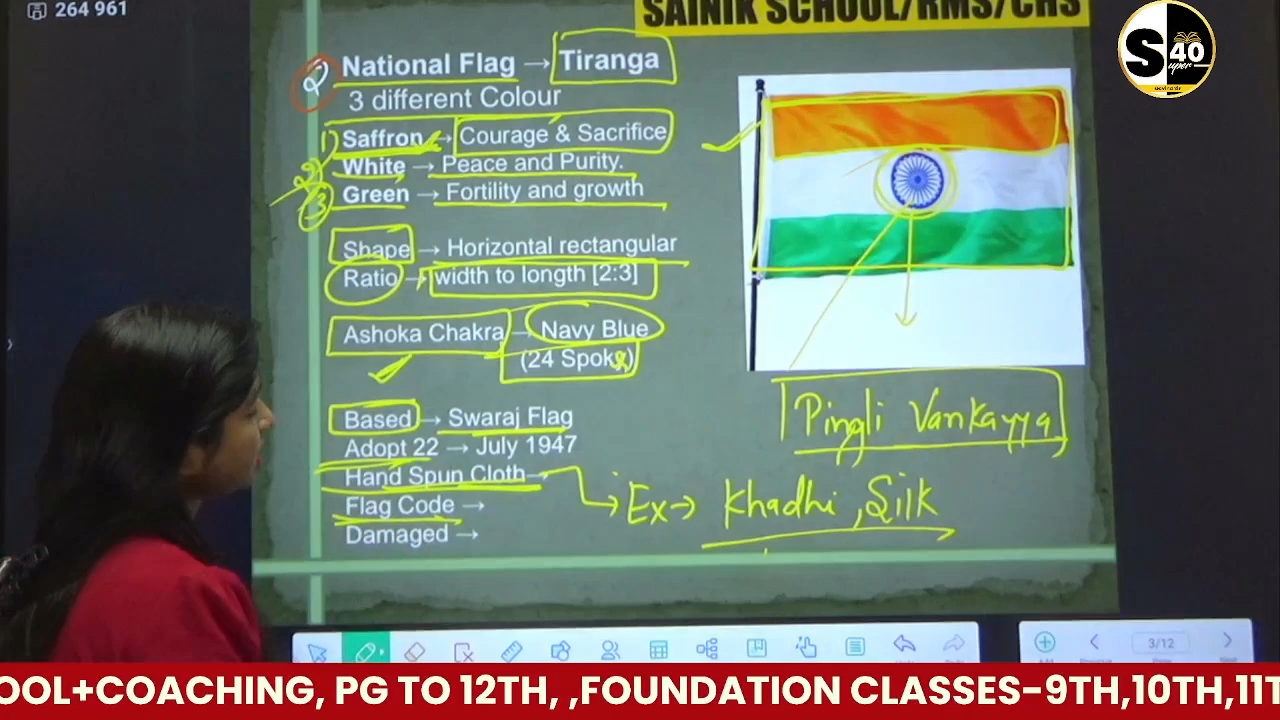 264 961
SAINIK SCHOOL/RMS/CHS
S 40
uper
National Flag → Tiranga
3 different Colour
1) Saffron → Courage & Sacrifice
2) White → Peace and Purity.
3 Green → Fortility and growth
Shape → Horizontal rectangular
Ratio → width to length [2:3]
Ashoka Chakra → Navy Blue
(24 Spoks)
Based → Swaraj Flag
Adopt 22 → July 1947
Hand Spun Cloth →
Flag Code →
Damaged →
Pingli Vankayya
Ex → Khadhi, Silk
3/12
OOL+COACHING, PG TO 12TH, ,FOUNDATION CLASSES-9TH,10TH,11T